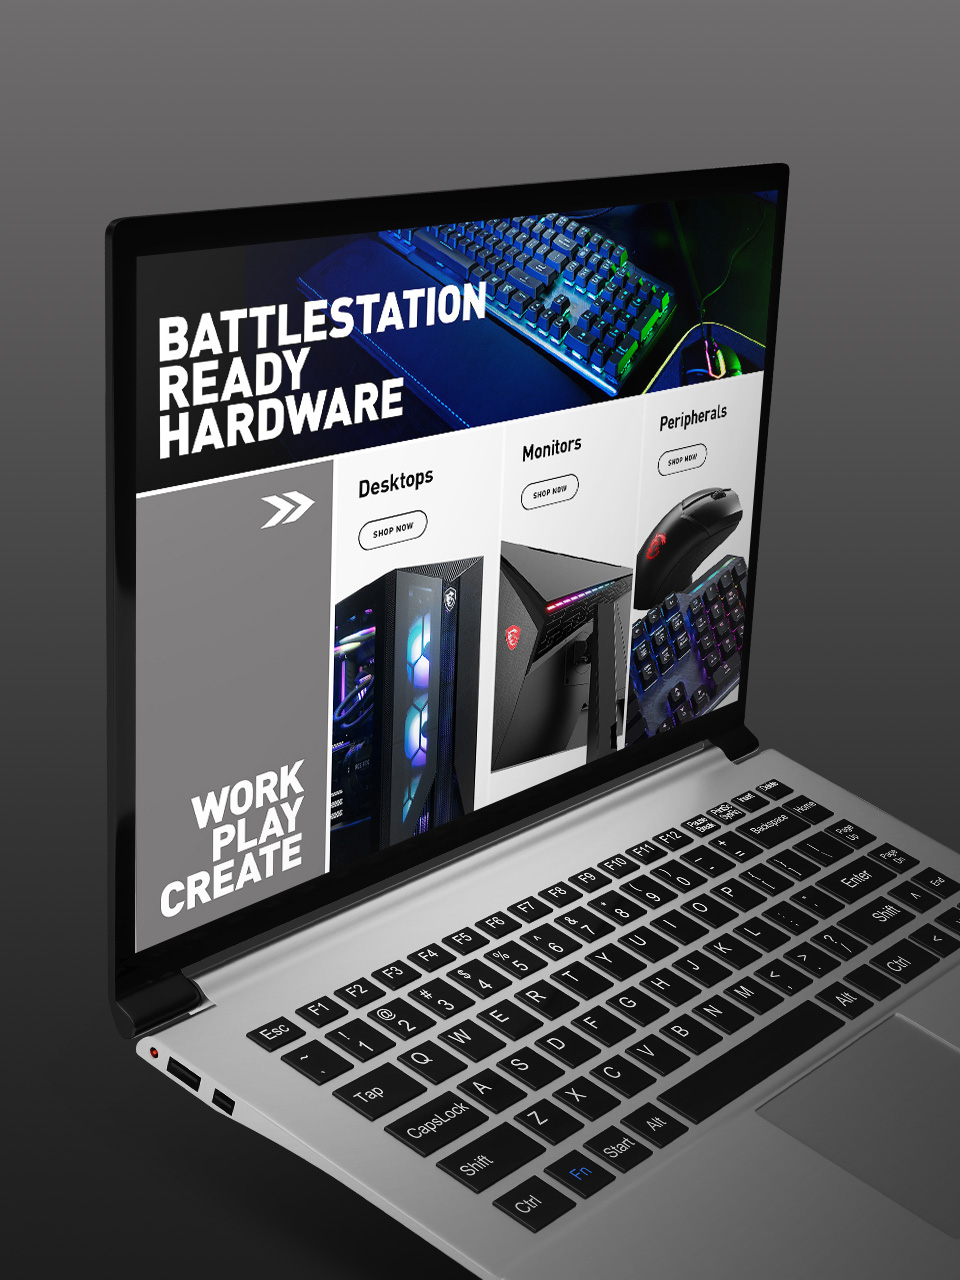 BATTLESTATION
READY
HARDWARE
Desktops
SHOP NOW
Monitors
SHOP NOW
Peripherals
SHOP NOW
WORK
PLAY
CREATE
Esc F1 F2 F3 F4 F5 F6 F7 F8 F9 F10 F11 F12 Pause Break PrtSc SysRq Insert Delete
~ ! 1 @ 2 # 3 $ 4 % 5 ^ 6 & 7 * 8 ( 9 ) 0 _ - + = Backspace Home
Tap Q W E R T Y U I O P Page Up
CapsLock A S D F G H J K L Enter Page Dn
Shift Z X C V B N M < , > . ? / Shift ^ End
Ctrl Fn Start Alt Alt Ctrl <